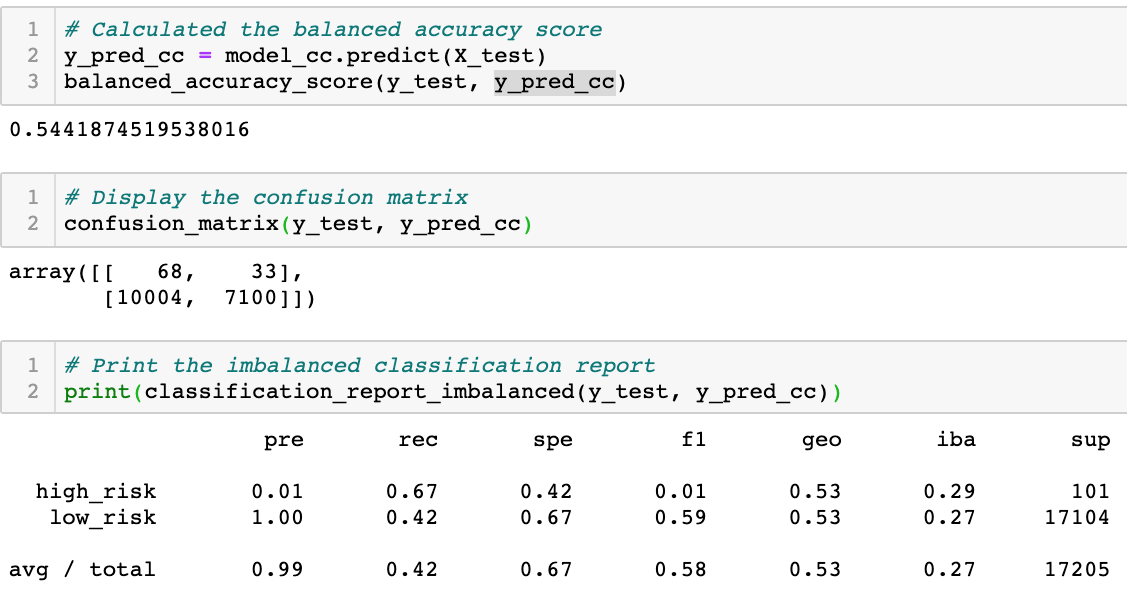 1 # Calculated the balanced accuracy score
2 y_pred_cc = model_cc.predict(X_test)
3 balanced_accuracy_score(y_test, y_pred_cc)
0.5441874519538016
1 # Display the confusion matrix
2 confusion_matrix(y_test, y_pred_cc)
array([[   68,    33],
       [10004,  7100]])
1 # Print the imbalanced classification report
2 print(classification_report_imbalanced(y_test, y_pred_cc))
pre rec spe f1 geo iba sup
high_risk 0.01 0.67 0.42 0.01 0.53 0.29 101
low_risk 1.00 0.42 0.67 0.59 0.53 0.27 17104
avg / total 0.99 0.42 0.67 0.58 0.53 0.27 17205